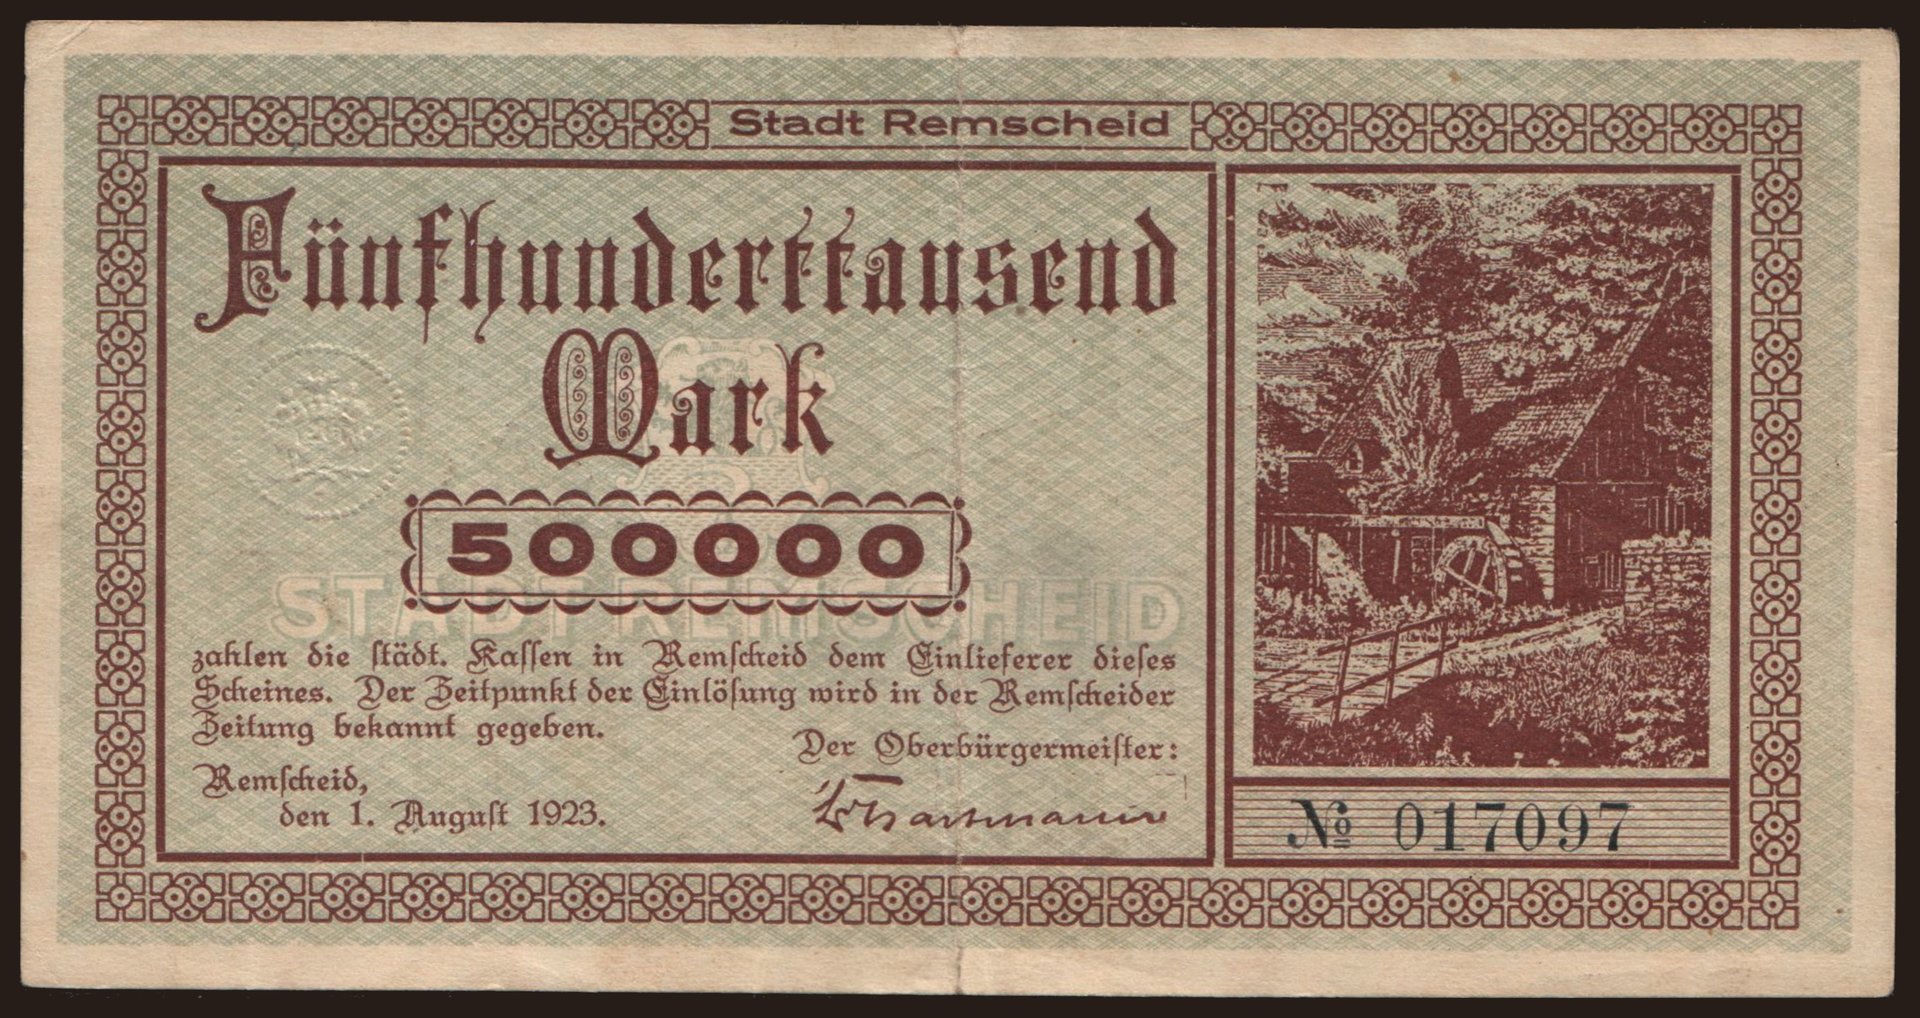 Stadt Remscheid
Fünfhunderttausend
Mark
500000
STADT REMSCHEID
zahlen die städt. Kassen in Remscheid dem Einlieferer dieses
Scheines. Der Zeitpunkt der Einlösung wird in der Remscheider
Zeitung bekannt gegeben.
Der Oberbürgermeister:
Remscheid,
den 1. August 1923.
Hartmann
№ 017097